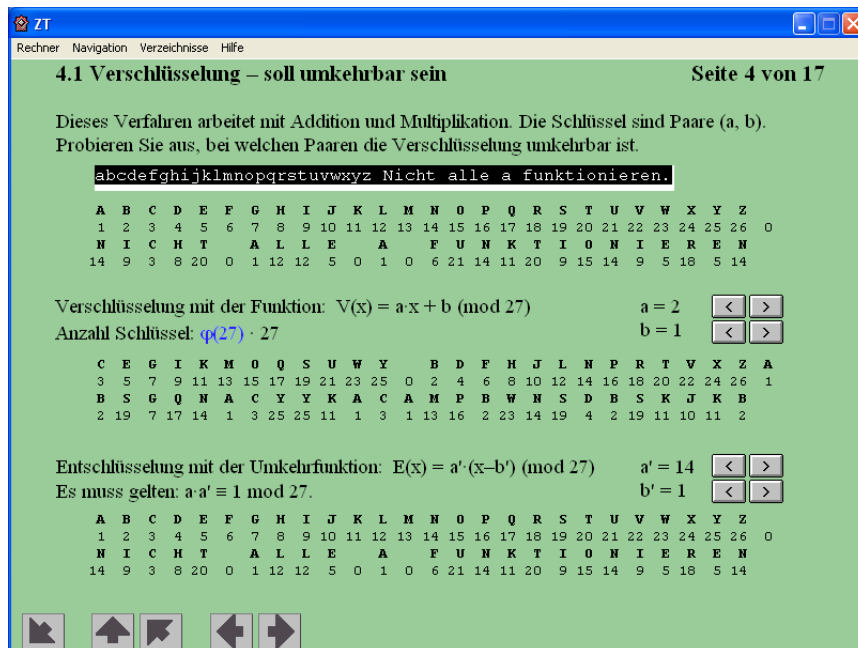 ZT
Rechner Navigation Verzeichnisse Hilfe
4.1 Verschlüsselung – soll umkehrbar sein Seite 4 von 17
Dieses Verfahren arbeitet mit Addition und Multiplikation. Die Schlüssel sind Paare (a, b).
Probieren Sie aus, bei welchen Paaren die Verschlüsselung umkehrbar ist.
abcdefghijklmnopqrstuvwxyz Nicht alle a funktionieren.
A B C D E F G H I J K L M N O P Q R S T U V W X Y Z
1 2 3 4 5 6 7 8 9 10 11 12 13 14 15 16 17 18 19 20 21 22 23 24 25 26 0
N I C H T A L L E A F U N K T I O N I E R E N
14 9 3 8 20 0 1 12 12 5 0 1 0 6 21 14 11 20 9 15 14 9 5 18 5 14
Verschlüsselung mit der Funktion: V(x) = a·x + b (mod 27) a = 2 < >
Anzahl Schlüssel: φ(27) · 27 b = 1 < >
C E G I K M O Q S U W Y B D F H J L N P R T V X Z A
3 5 7 9 11 13 15 17 19 21 23 25 0 2 4 6 8 10 12 14 16 18 20 22 24 26 1
B S G Q N A C Y Y K A C A M P B W N S D B S K J K B
2 19 7 17 14 1 3 25 25 11 1 3 1 13 16 2 23 14 19 4 2 19 11 10 11 2
Entschlüsselung mit der Umkehrfunktion: E(x) = a'·(x–b') (mod 27) a' = 14 < >
Es muss gelten: a·a' ≡ 1 mod 27. b' = 1 < >
A B C D E F G H I J K L M N O P Q R S T U V W X Y Z
1 2 3 4 5 6 7 8 9 10 11 12 13 14 15 16 17 18 19 20 21 22 23 24 25 26 0
N I C H T A L L E A F U N K T I O N I E R E N
14 9 3 8 20 0 1 12 12 5 0 1 0 6 21 14 11 20 9 15 14 9 5 18 5 14